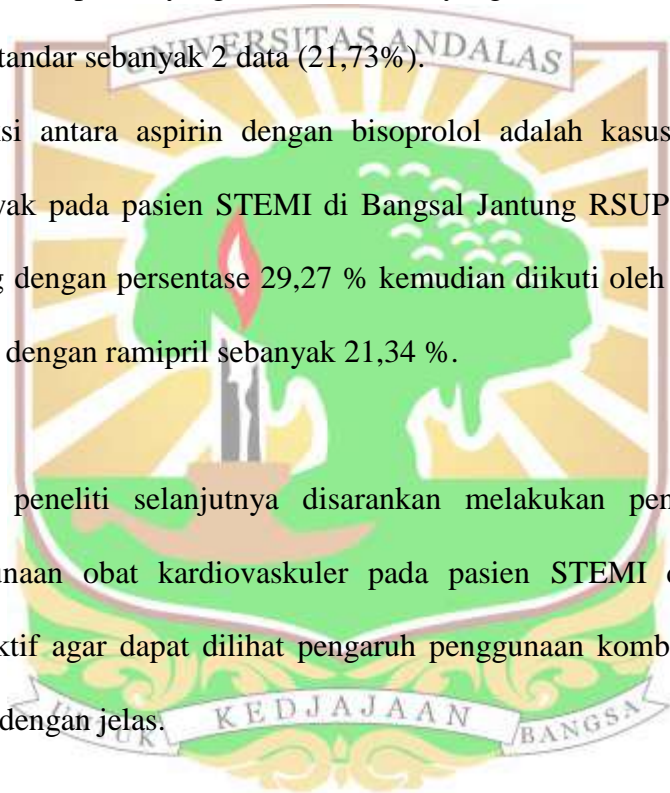 UNIVERSITAS ANDALAS
tandar sebanyak 2 data (21,73%).
si antara aspirin dengan bisoprolol adalah kasus
yak pada pasien STEMI di Bangsal Jantung RSUP
g dengan persentase 29,27 % kemudian diikuti oleh
dengan ramipril sebanyak 21,34 %.
peneliti selanjutnya disarankan melakukan pen
unaan obat kardiovaskuler pada pasien STEMI
ktif agar dapat dilihat pengaruh penggunaan komb
dengan jelas.
UNTUK KEDJAJAAN BANGSA